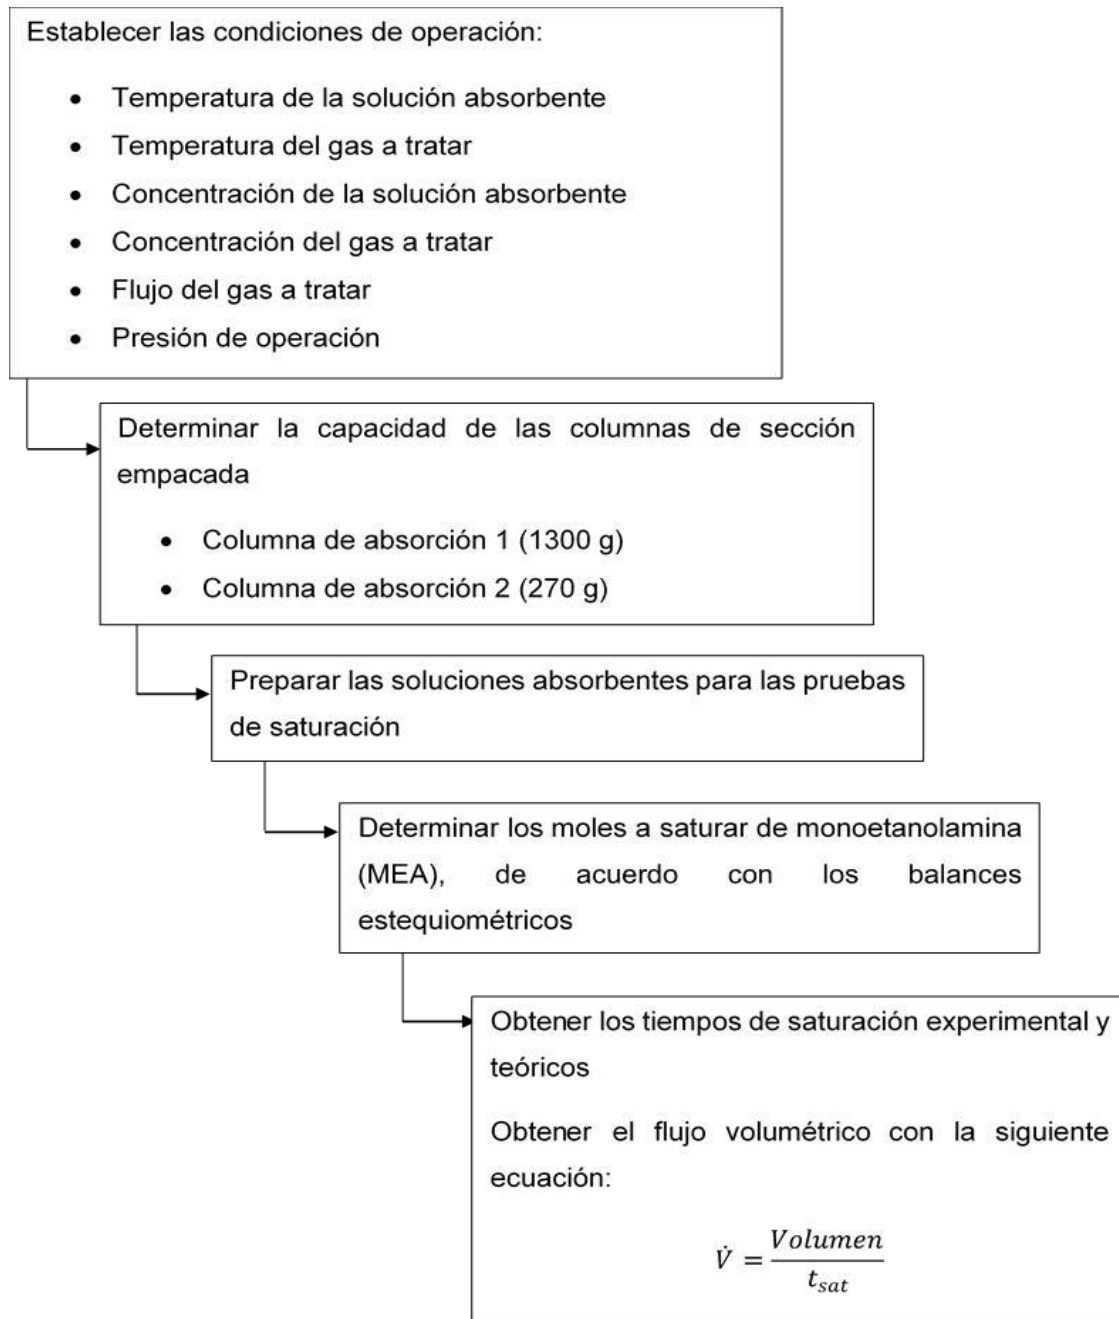 Establecer las condiciones de operación:
• Temperatura de la solución absorbente
• Temperatura del gas a tratar
• Concentración de la solución absorbente
• Concentración del gas a tratar
• Flujo del gas a tratar
• Presión de operación
Determinar la capacidad de las columnas de sección
empacada
• Columna de absorción 1 (1300 g)
• Columna de absorción 2 (270 g)
Preparar las soluciones absorbentes para las pruebas
de saturación
Determinar los moles a saturar de monoetanolamina
(MEA), de acuerdo con los balances
estequiométricos
Obtener los tiempos de saturación experimental y
teóricos
Obtener el flujo volumétrico con la siguiente
ecuación:
V̇ = Volumen / t_sat